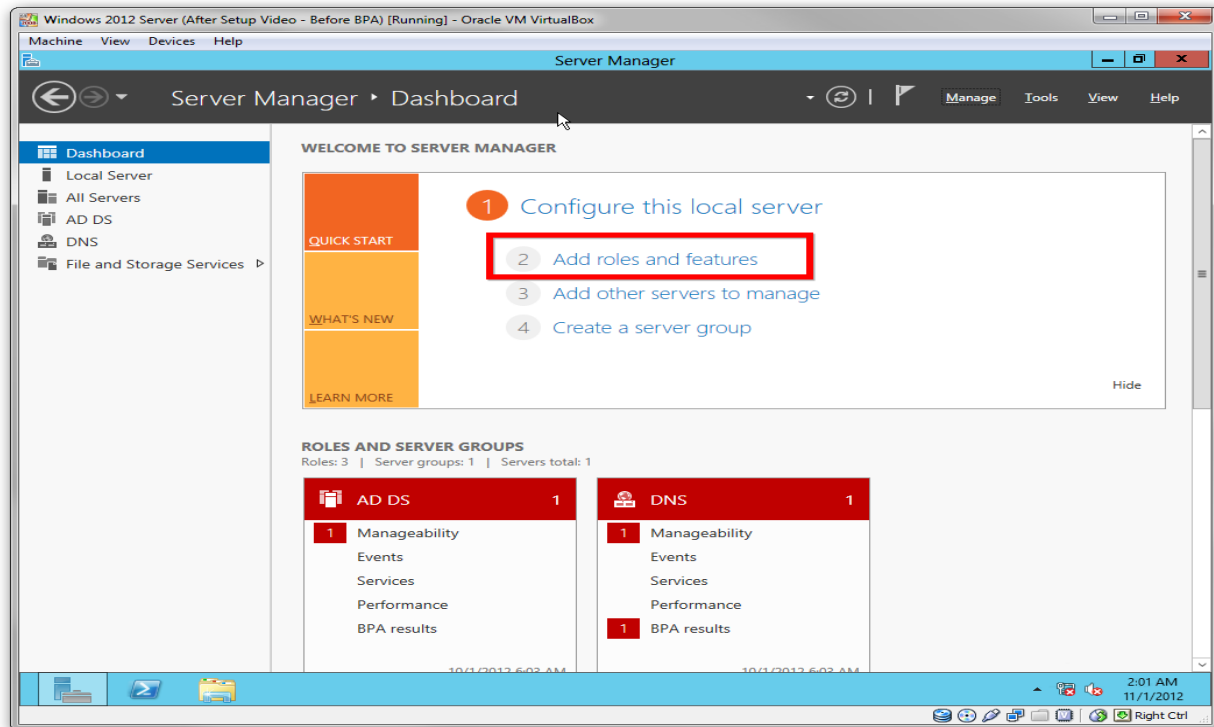 Windows 2012 Server (After Setup Video - Before BPA) [Running] - Oracle VM VirtualBox
Machine View Devices Help
Server Manager
Server Manager ‣ Dashboard
Manage Tools View Help
Dashboard
Local Server
All Servers
AD DS
DNS
File and Storage Services
WELCOME TO SERVER MANAGER
QUICK START
WHAT'S NEW
LEARN MORE
1 Configure this local server
2 Add roles and features
3 Add other servers to manage
4 Create a server group
Hide
ROLES AND SERVER GROUPS
Roles: 3 | Server groups: 1 | Servers total: 1
AD DS 1
1 Manageability
Events
Services
Performance
BPA results
10/1/2012 6:03 AM
DNS 1
1 Manageability
Events
Services
Performance
1 BPA results
10/1/2012 6:03 AM
2:01 AM
11/1/2012
Right Ctrl